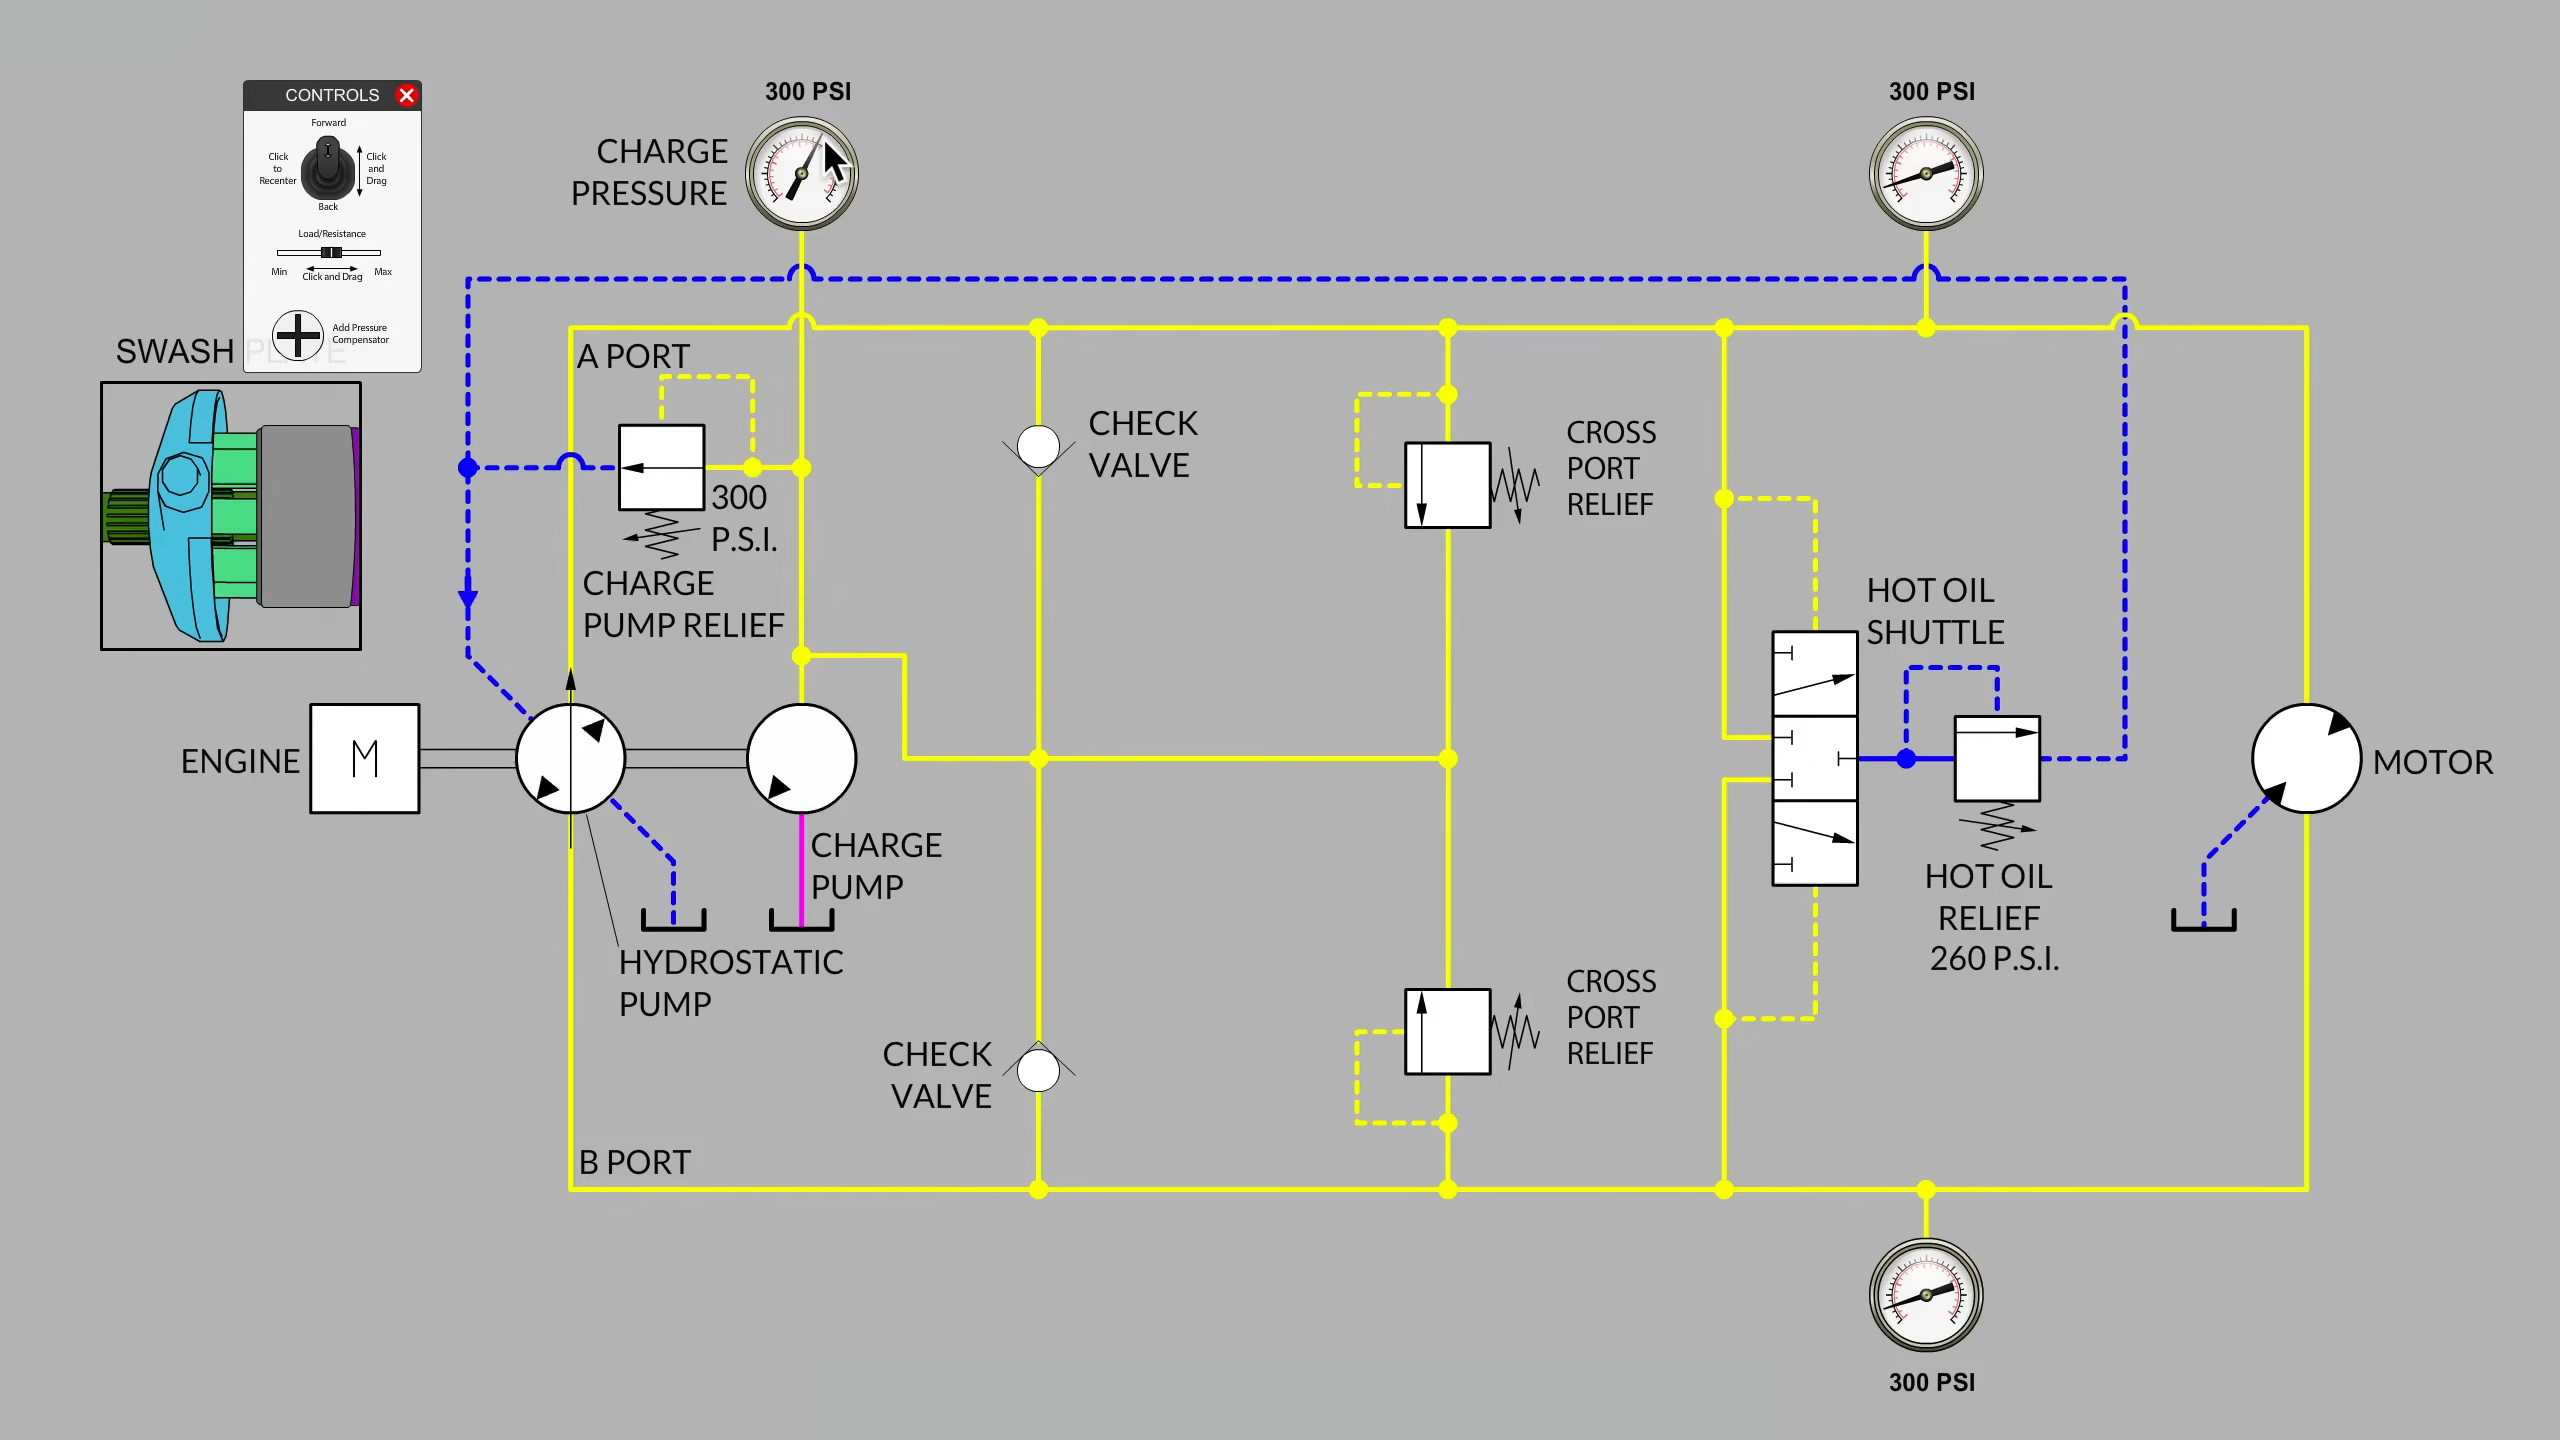 CONTROLS
Forward
Click
to
Recenter
Click
and
Drag
Back
Load/Resistance
Min
Click and Drag
Max
Add Pressure
Compensator
SWASH PLATE
300 PSI
CHARGE
PRESSURE
300 PSI
A PORT
300
P.S.I.
CHARGE
PUMP RELIEF
CHECK
VALVE
CROSS
PORT
RELIEF
HOT OIL
SHUTTLE
ENGINE
M
MOTOR
CHARGE
PUMP
HYDROSTATIC
PUMP
HOT OIL
RELIEF
260 P.S.I.
CHECK
VALVE
CROSS
PORT
RELIEF
B PORT
300 PSI